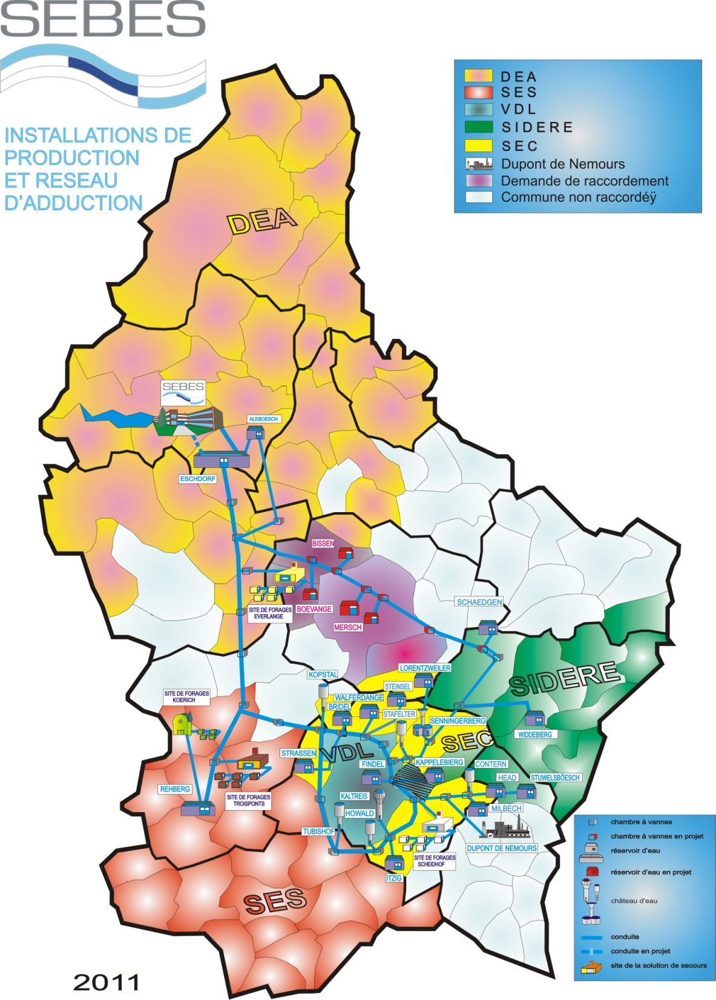 SEBES
INSTALLATIONS DE
PRODUCTION
ET RESEAU
D'ADDUCTION
DEA
SES
VDL
SIDERE
SEC
Dupont de Nemours
Demande de raccordement
Commune non raccordéÿ
DEA
SEBES
ALEBOESCH
ESCHDORF
BISSEN
SITE DE FORAGES
EVERLANGE
BOEVANGE
MERSCH
SCHAEDGEN
SIDERE
LORENTZWEILER
KOPSTAL
STEINSEL
SITE DE FORAGES
KOERICH
WALFERDANGE
BRIDEL
STAFELTER
SENNINGERBERG
WIDDEBIERG
SEC
VDL
STRASSEN
FINDEL
KAPPELEBIERG
CONTERN
HEAD
STUWELSBÖESCH
REHBERG
SITE DE FORAGES
TROISPONTS
KALTREIS
HOWALD
MILBECH
TUBISHOF
DUPONT DE NEMOURS
SITE DE FORAGES
SCHEIDHOF
ITZIG
SES
chambre à vannes
chambre à vannes en projet
réservoir d'eau
réservoir d'eau en projet
château d'eau
conduite
conduite en projet
site de la solution de secours
2011